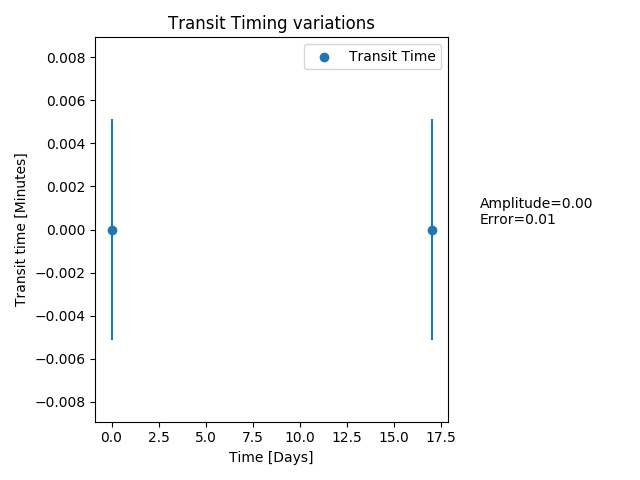 Transit Timing variations
Transit Time
0.008
0.006
0.004
0.002
0.000
−0.002
−0.004
−0.006
−0.008
Transit time [Minutes]
Amplitude=0.00
Error=0.01
0.0 2.5 5.0 7.5 10.0 12.5 15.0 17.5
Time [Days]